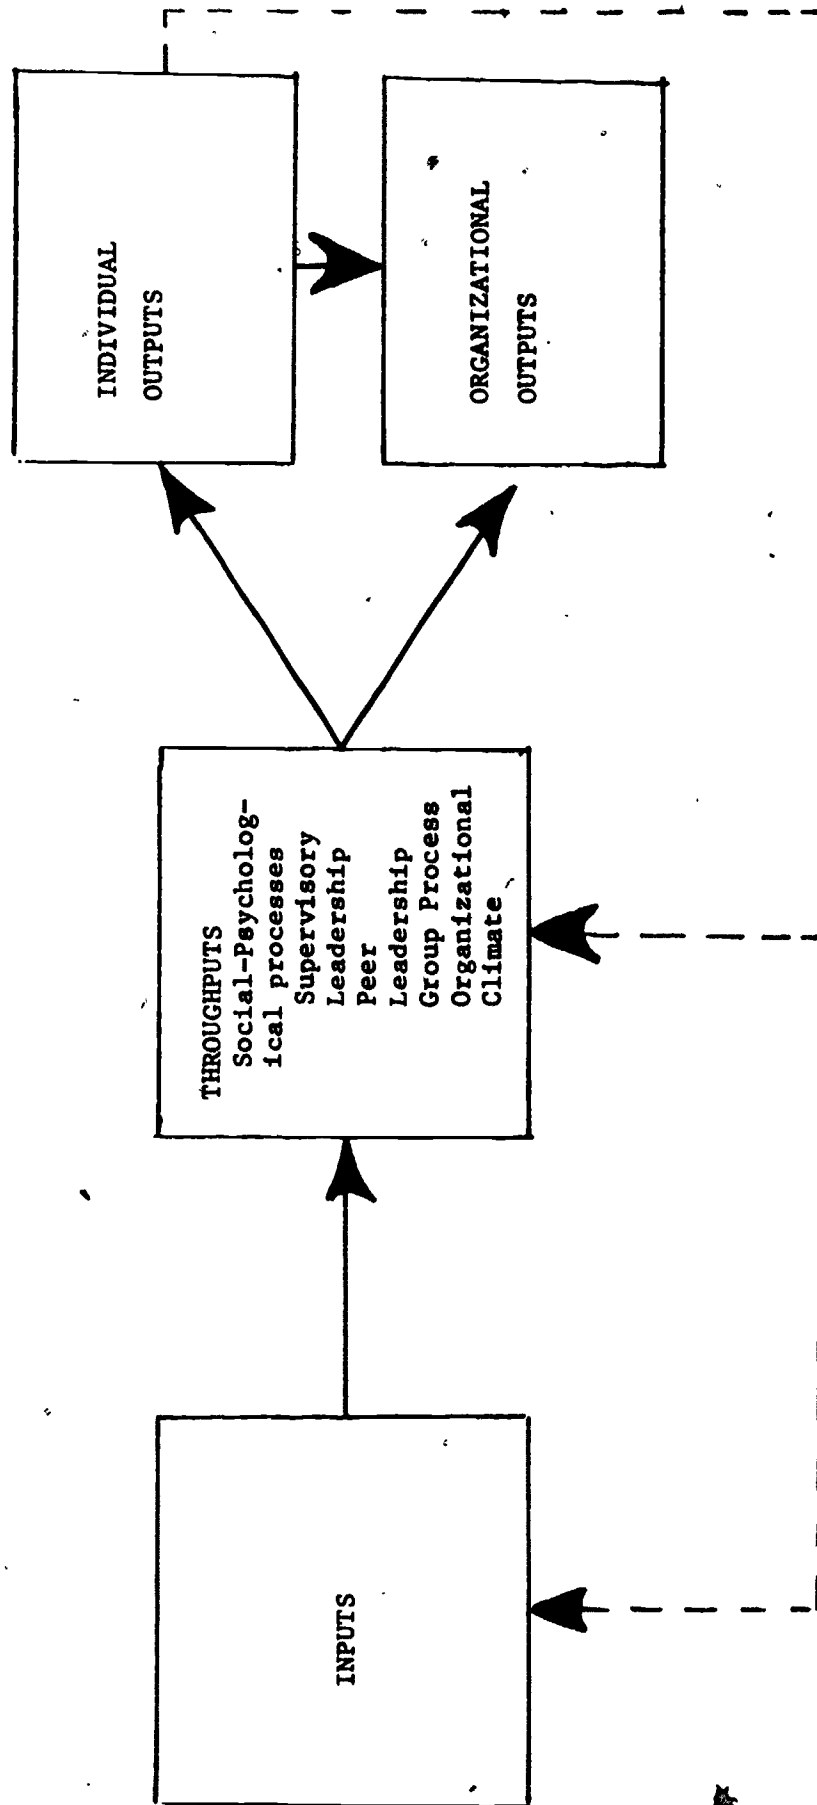 INPUTS
THROUGHPUTS
Social-Psycholog-
ical processes
Supervisory
Leadership
Peer
Leadership
Group Process
Organizational
Climate
INDIVIDUAL
OUTPUTS
ORGANIZATIONAL
OUTPUTS